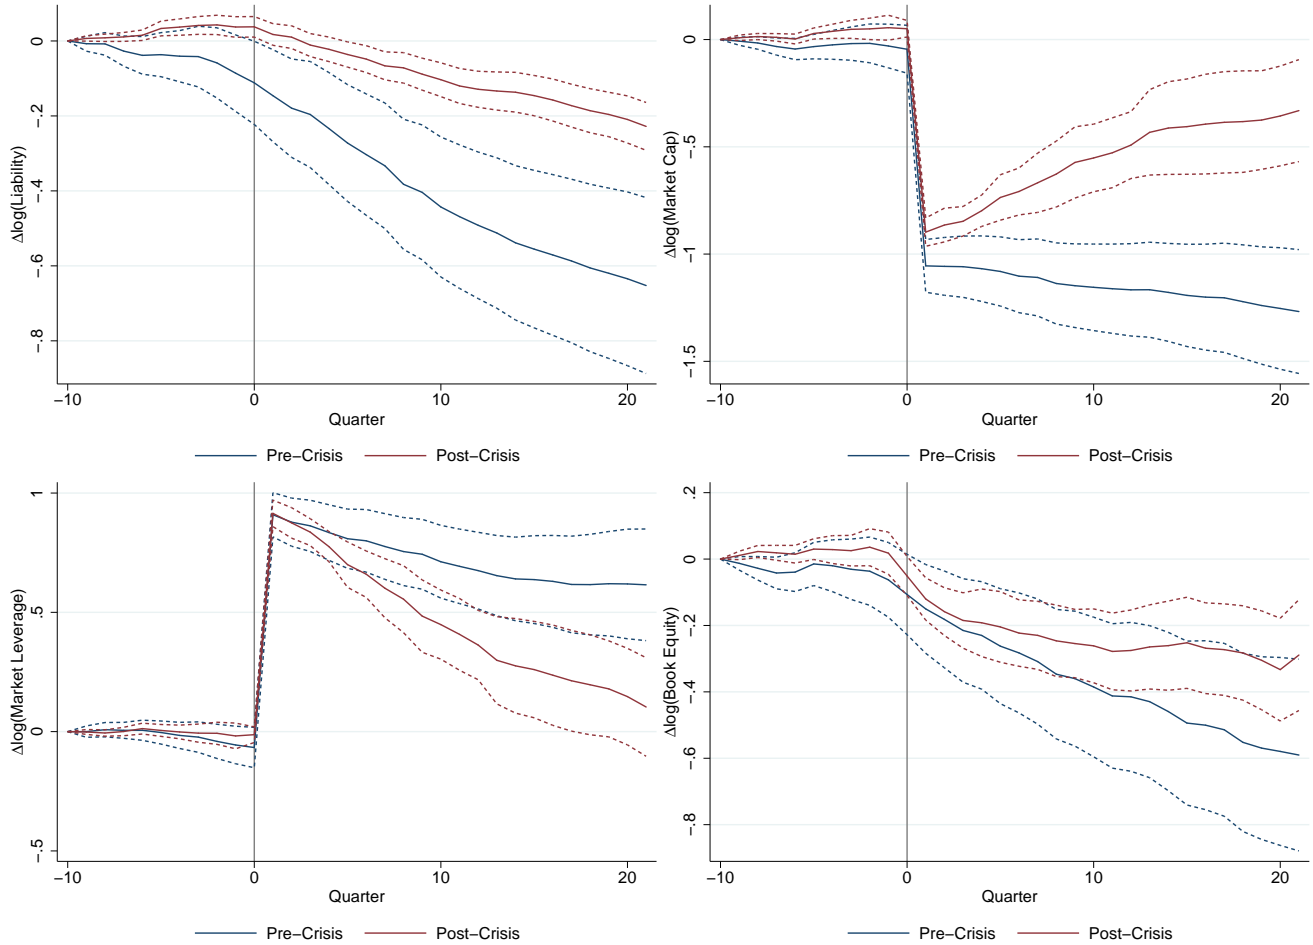 Δlog(Liability)
0
−.2
−.4
−.6
−.8
−10
0
10
20
Quarter
Pre−Crisis
Post−Crisis
Δlog(Market Cap)
0
−.5
−1
−1.5
−10
0
10
20
Quarter
Pre−Crisis
Post−Crisis
Δlog(Market Leverage)
1
.5
0
−.5
−10
0
10
20
Quarter
Pre−Crisis
Post−Crisis
Δlog(Book Equity)
.2
0
−.2
−.4
−.6
−.8
−10
0
10
20
Quarter
Pre−Crisis
Post−Crisis